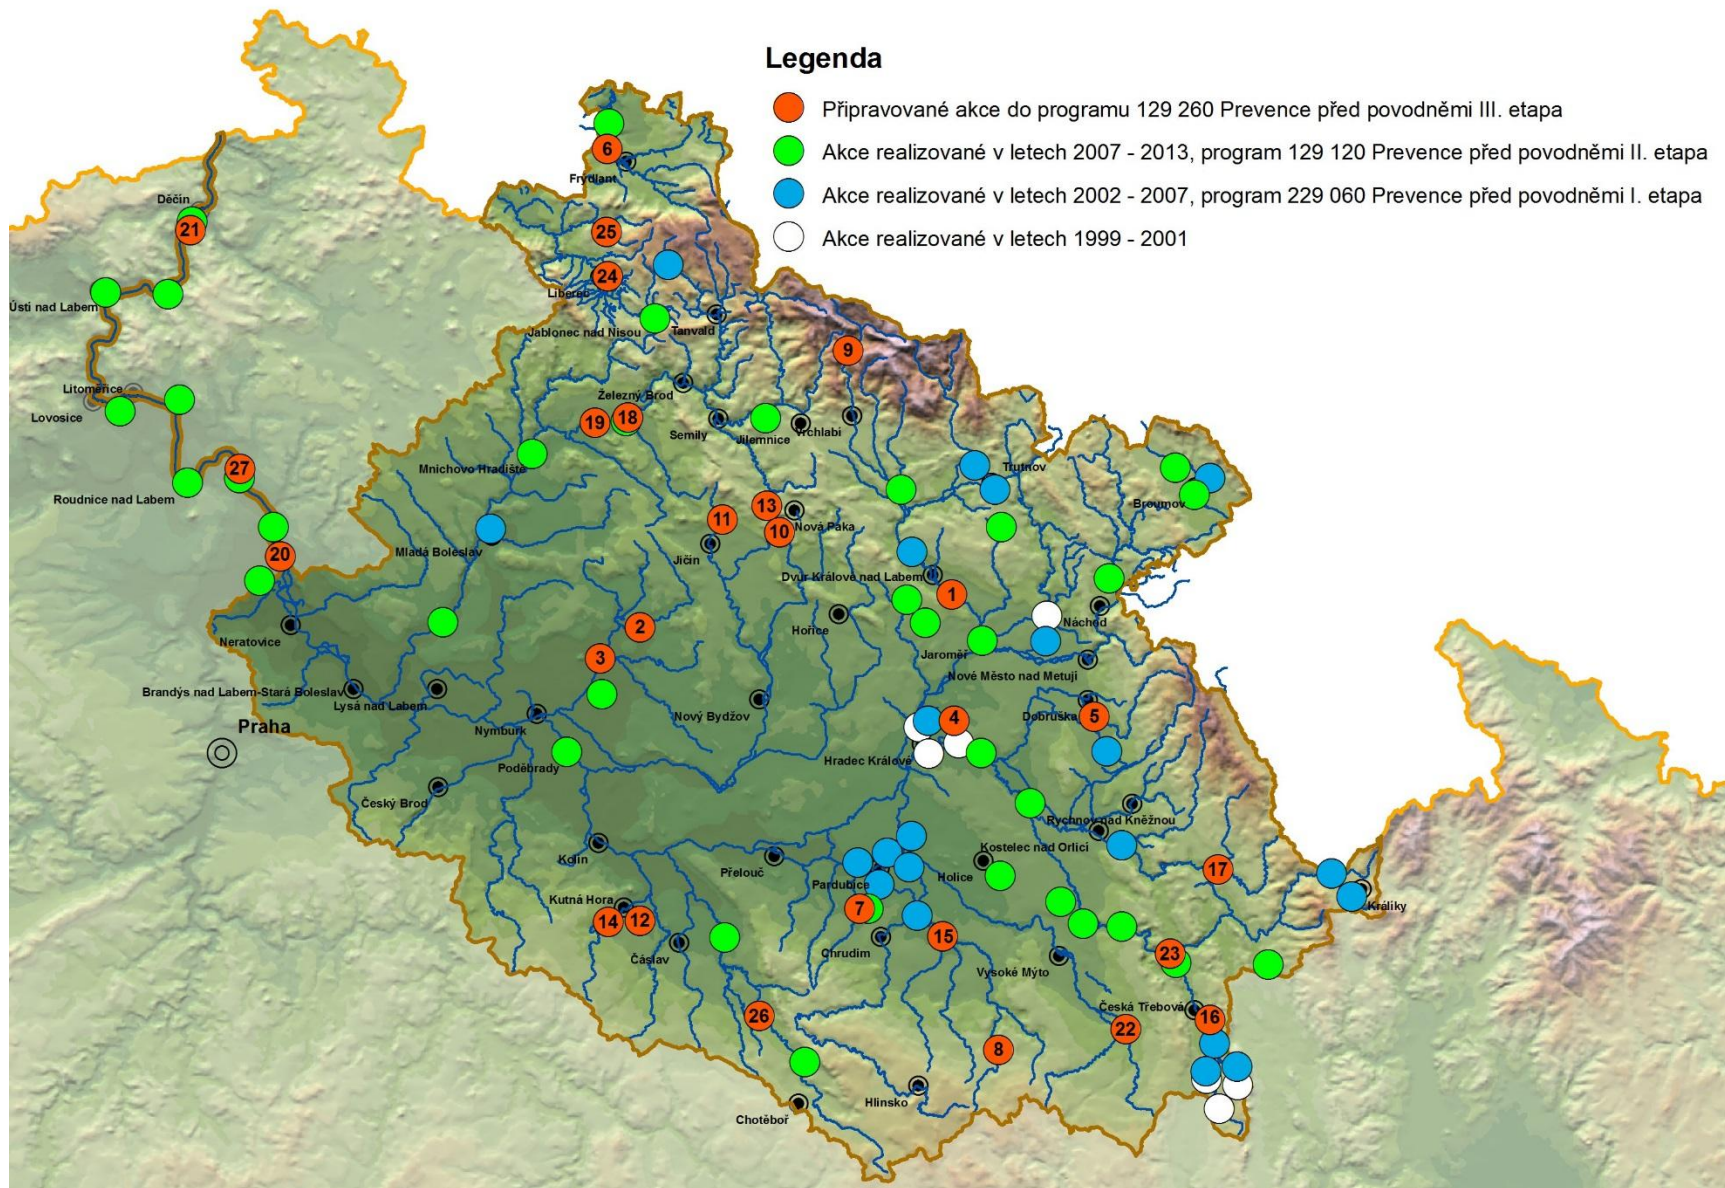 Legenda
Připravované akce do programu 129 260 Prevence před povodněmi III. etapa
Akce realizované v letech 2007 - 2013, program 129 120 Prevence před povodněmi II. etapa
Akce realizované v letech 2002 - 2007, program 229 060 Prevence před povodněmi I. etapa
Akce realizované v letech 1999 - 2001
6
Frýdlant
Děčín
21
25
24
Liberec
Ústí nad Labem
Jablonec nad Nisou
Tanvald
9
Litoměřice
Lovosice
Železný Brod
19
18
Semily
Jilemnice
Vrchlabí
Mnichovo Hradiště
Trutnov
27
Roudnice nad Labem
Broumov
13
11
Nová Paka
10
Mladá Boleslav
Jičín
20
Dvůr Králové nad Labem
1
Hořice
Náchod
2
Neratovice
3
Jaroměř
Nové Město nad Metují
Brandýs nad Labem-Stará Boleslav
Lysá nad Labem
Nový Bydžov
Dobruška
5
4
Praha
Nymburk
Hradec Králové
Poděbrady
Český Brod
Rychnov nad Kněžnou
Kostelec nad Orlicí
Kolín
Přelouč
Holice
17
Pardubice
Kutná Hora
Králíky
7
14
12
15
Čáslav
Chrudim
23
Vysoké Mýto
Česká Třebová
26
16
22
8
Hlinsko
Chotěboř